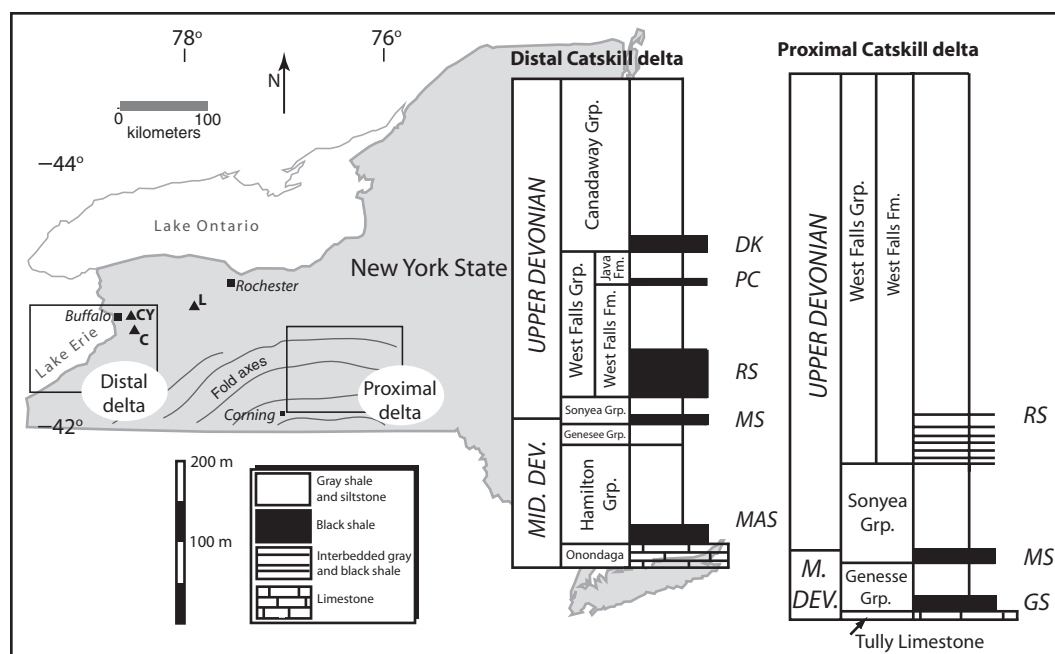 78°
76°
N
0
100
kilometers
–44°
Lake Ontario
New York State
Rochester
L
Buffalo
CY
C
Lake Erie
Distal
delta
Fold axes
Proximal
delta
Corning
–42°
200 m
100 m
Gray shale
and siltstone
Black shale
Interbedded gray
and black shale
Limestone
Distal Catskill delta
UPPER DEVONIAN
MID. DEV.
Canadaway Grp.
West Falls Grp.
Java
Fm.
West Falls Fm.
Sonyea Grp.
Genesee Grp.
Hamilton
Grp.
Onondaga
DK
PC
RS
MS
MAS
Proximal Catskill delta
UPPER DEVONIAN
M.
DEV.
West Falls Grp.
West Falls Fm.
Sonyea
Grp.
Genesse
Grp.
RS
MS
GS
Tully Limestone